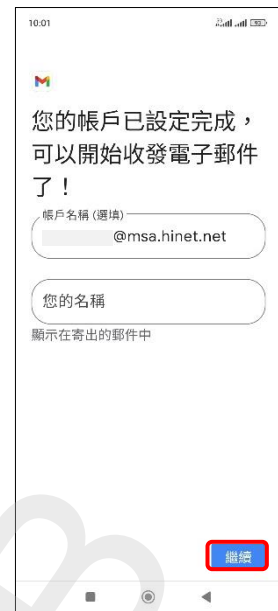 10:01
您的帳戶已設定完成，
可以開始收發電子郵件
了！
帳戶名稱 (選填)
@msa.hinet.net
您的名稱
顯示在寄出的郵件中
繼續